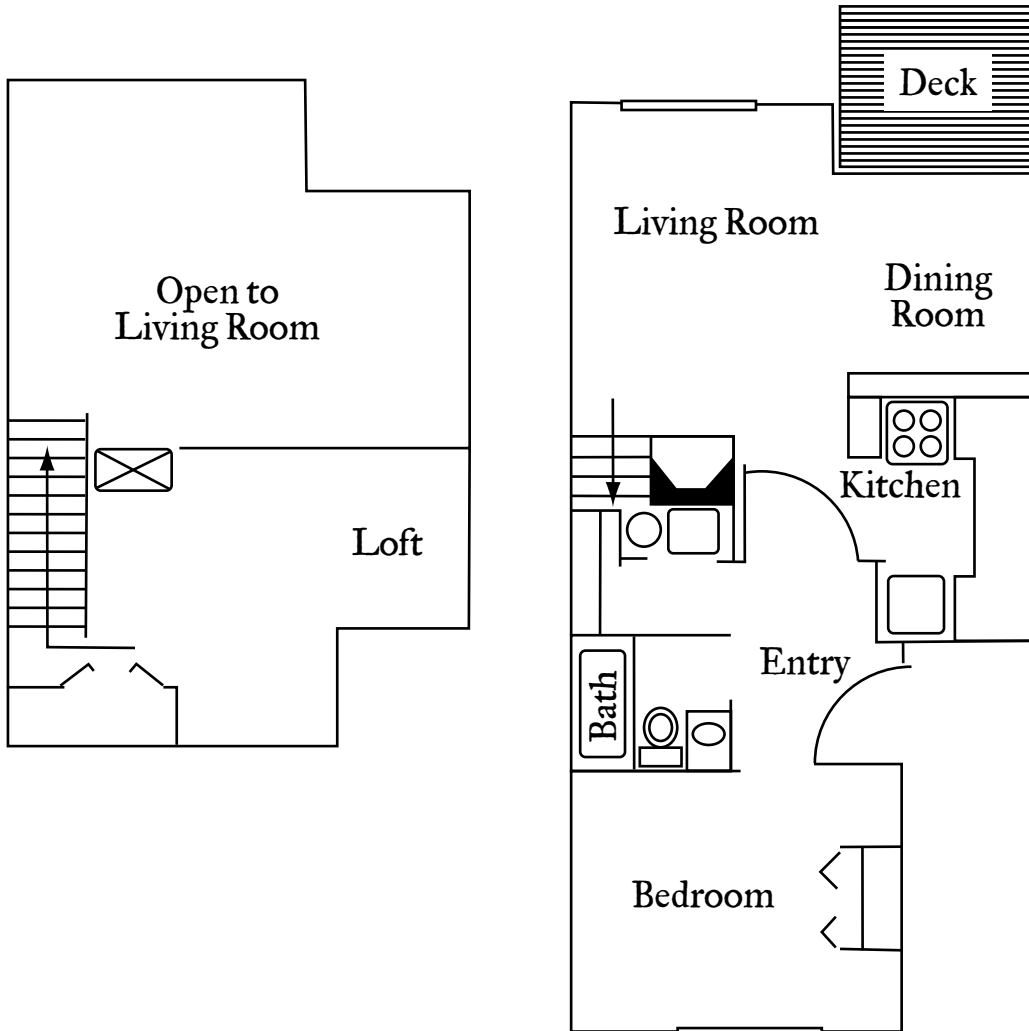 Open to
Living Room
Loft
Deck
Living Room
Dining
Room
Kitchen
Entry
Bath
Bedroom